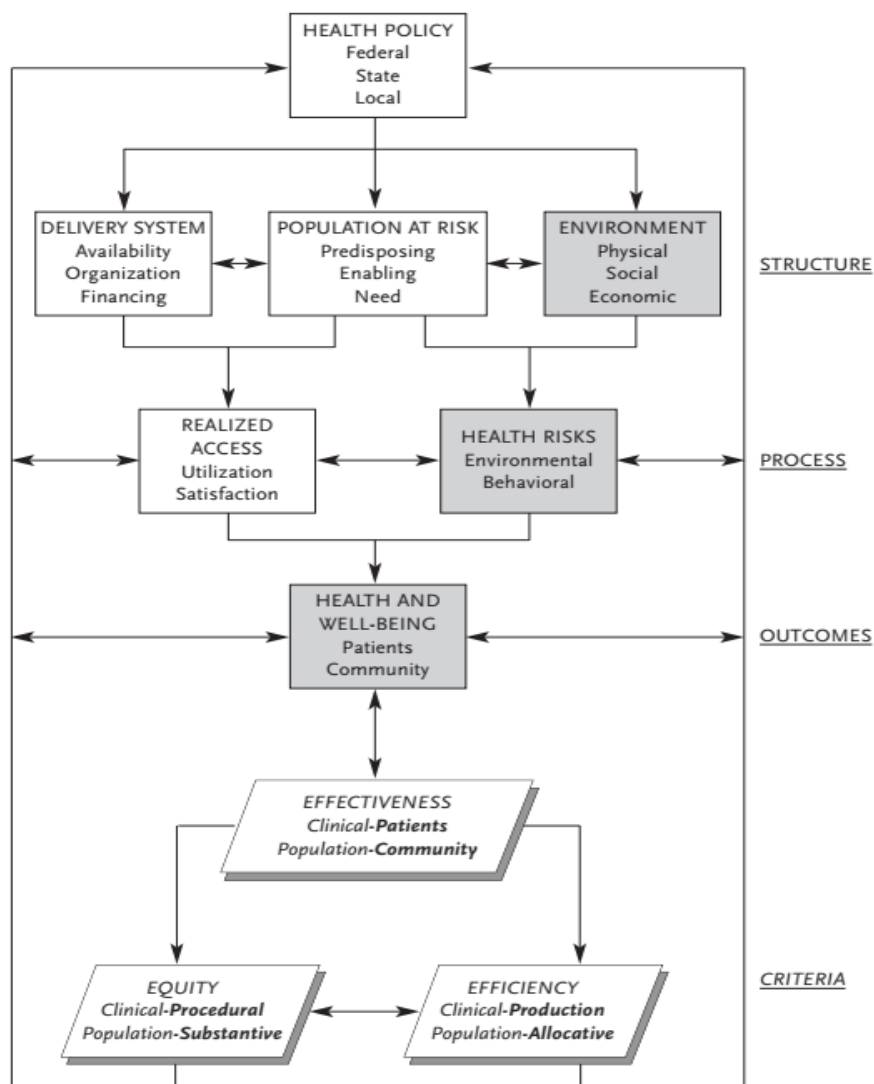 HEALTH POLICY
Federal
State
Local
DELIVERY SYSTEM
Availability
Organization
Financing
POPULATION AT RISK
Predisposing
Enabling
Need
ENVIRONMENT
Physical
Social
Economic
STRUCTURE
REALIZED
ACCESS
Utilization
Satisfaction
HEALTH RISKS
Environmental
Behavioral
PROCESS
HEALTH AND
WELL-BEING
Patients
Community
OUTCOMES
EFFECTIVENESS
Clinical-Patients
Population-Community
EQUITY
Clinical-Procedural
Population-Substantive
EFFICIENCY
Clinical-Production
Population-Allocative
CRITERIA